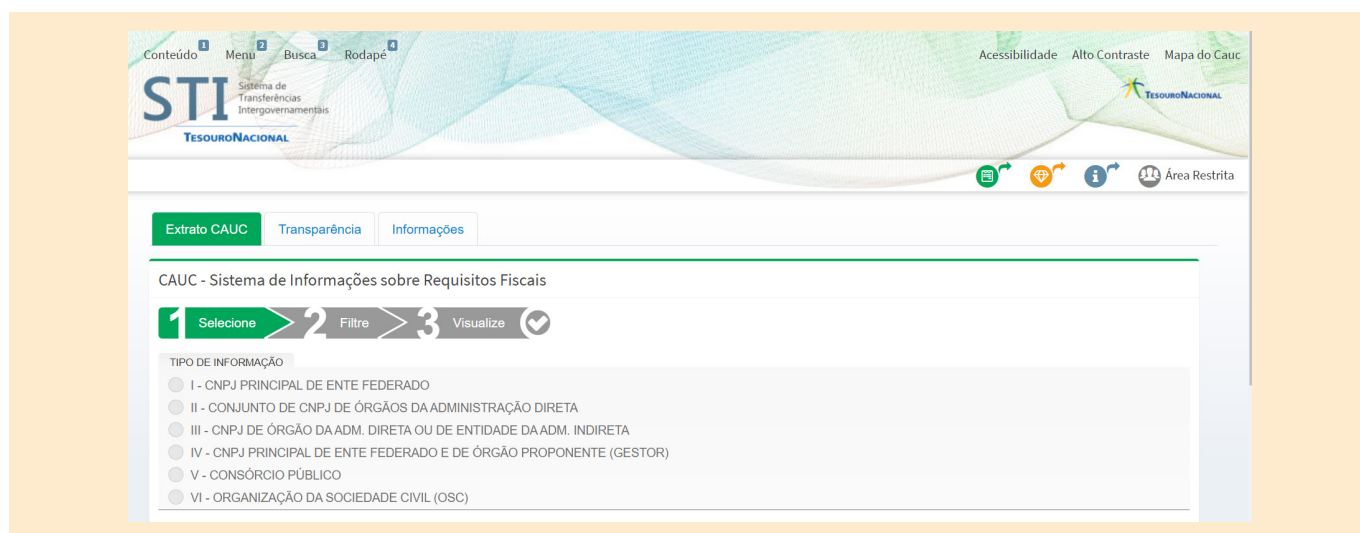 Conteúdo 1 Menu 2 Busca 3 Rodapé 4
Acessibilidade Alto Contraste Mapa do Cauc
STI Sistema de
Transferências
Intergovernamentais
TESOURONACIONAL
TESOURONACIONAL
Área Restrita
Extrato CAUC Transparência Informações
CAUC - Sistema de Informações sobre Requisitos Fiscais
1 Selecione 2 Filtre 3 Visualize
TIPO DE INFORMAÇÃO
I - CNPJ PRINCIPAL DE ENTE FEDERADO
II - CONJUNTO DE CNPJ DE ÓRGÃOS DA ADMINISTRAÇÃO DIRETA
III - CNPJ DE ÓRGÃO DA ADM. DIRETA OU DE ENTIDADE DA ADM. INDIRETA
IV - CNPJ PRINCIPAL DE ENTE FEDERADO E DE ÓRGÃO PROPONENTE (GESTOR)
V - CONSÓRCIO PÚBLICO
VI - ORGANIZAÇÃO DA SOCIEDADE CIVIL (OSC)